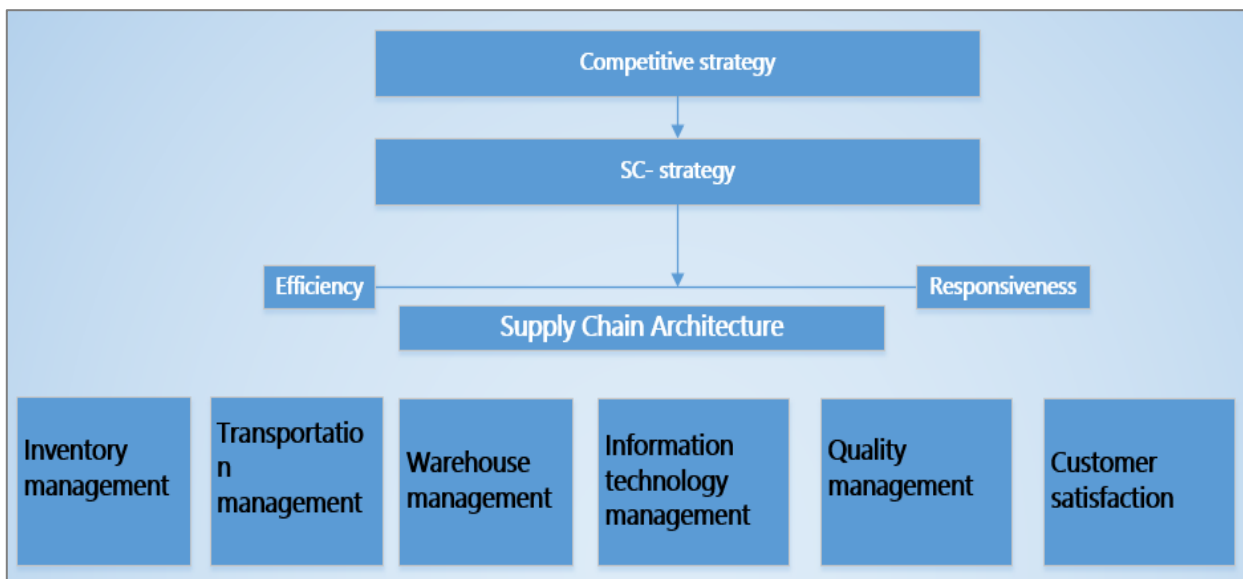 Competitive strategy
SC- strategy
Efficiency
Responsiveness
Supply Chain Architecture
Inventory
management
Transportatio
n
management
Warehouse
management
Information
technology
management
Quality
management
Customer
satisfaction